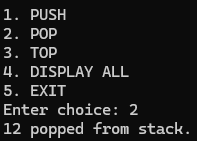 1. PUSH
2. POP
3. TOP
4. DISPLAY ALL
5. EXIT
Enter choice: 2
12 popped from stack.